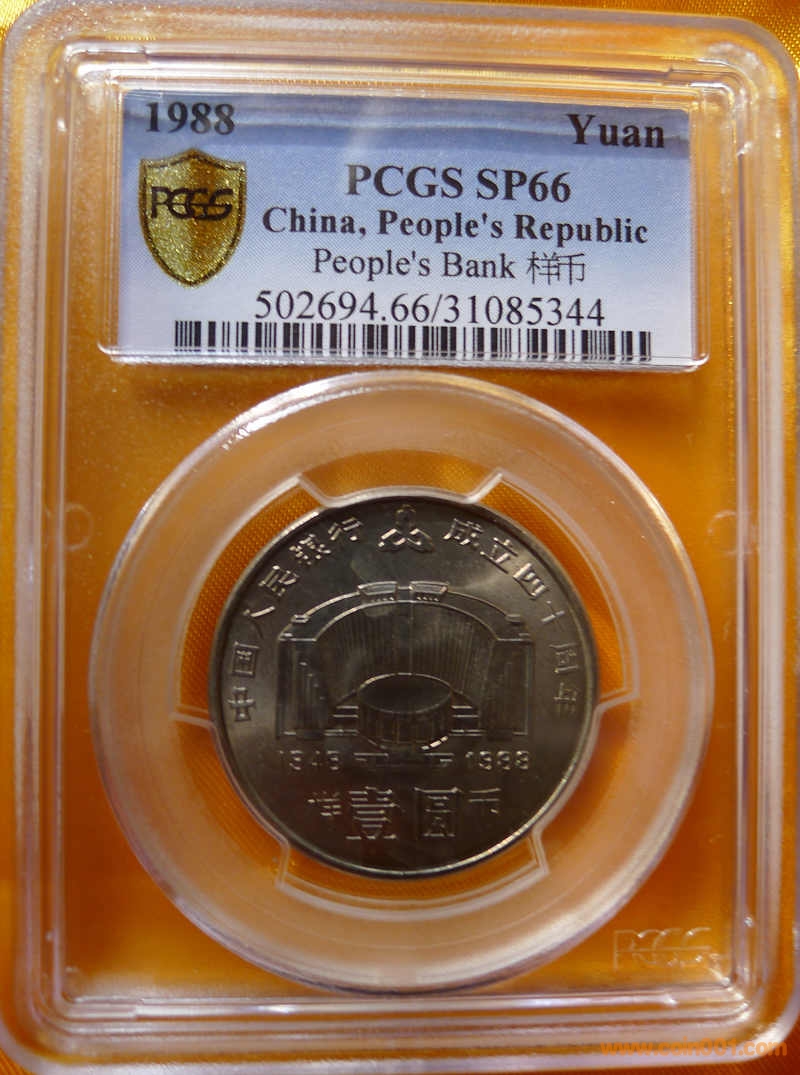 1988
Yuan
PCGS
PCGS SP66
China, People's Republic
People's Bank 样币
502694.66/31085344
中国人民银行 成立四十周年
1948 1988
样 壹圆 币
PCGS
www.coin001.com